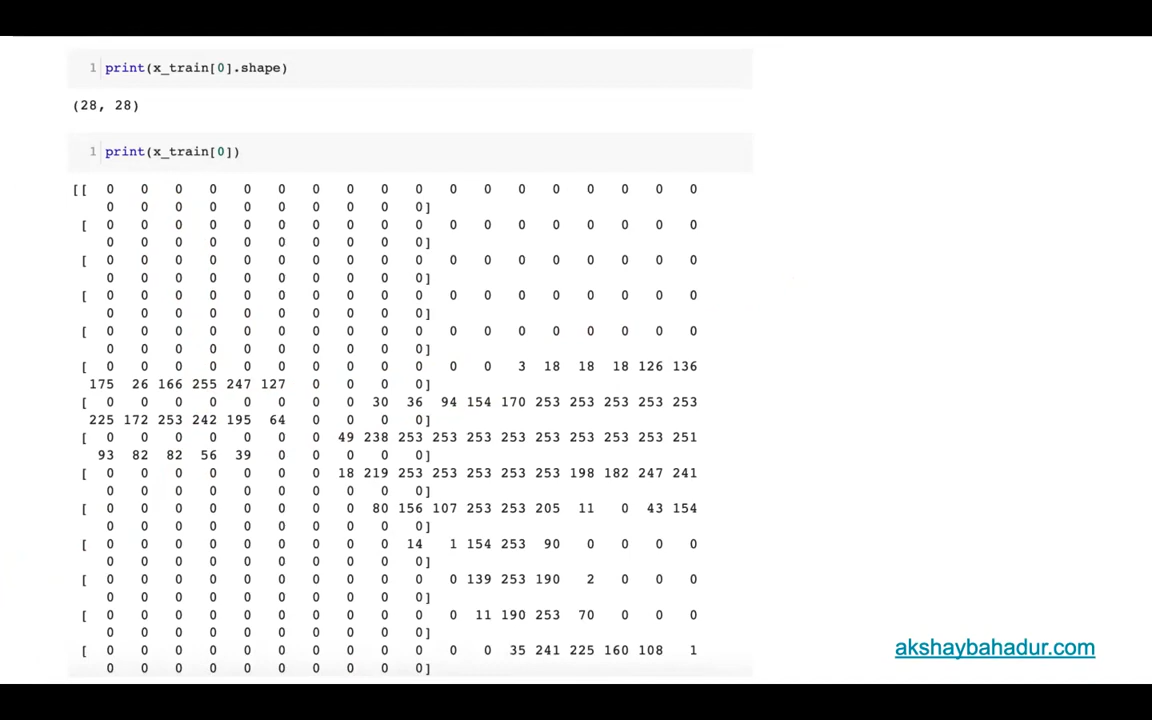 1 print(x_train[0].shape)
(28, 28)
1 print(x_train[0])
[[ 0 0 0 0 0 0 0 0 0 0 0 0 0 0 0 0 0 0
0 0 0 0 0 0 0 0 0 0]
[ 0 0 0 0 0 0 0 0 0 0 0 0 0 0 0 0 0 0
0 0 0 0 0 0 0 0 0 0]
[ 0 0 0 0 0 0 0 0 0 0 0 0 0 0 0 0 0 0
0 0 0 0 0 0 0 0 0 0]
[ 0 0 0 0 0 0 0 0 0 0 0 0 0 0 0 0 0 0
0 0 0 0 0 0 0 0 0 0]
[ 0 0 0 0 0 0 0 0 0 0 0 0 0 0 0 0 0 0
0 0 0 0 0 0 0 0 0 0]
[ 0 0 0 0 0 0 0 0 0 0 0 0 3 18 18 18 126 136
175 26 166 255 247 127 0 0 0 0]
[ 0 0 0 0 0 0 0 0 30 36 94 154 170 253 253 253 253 253
225 172 253 242 195 64 0 0 0 0]
[ 0 0 0 0 0 0 0 49 238 253 253 253 253 253 253 253 253 251
93 82 82 56 39 0 0 0 0 0]
[ 0 0 0 0 0 0 0 18 219 253 253 253 253 253 198 182 247 241
0 0 0 0 0 0 0 0 0 0]
[ 0 0 0 0 0 0 0 0 80 156 107 253 253 205 11 0 43 154
0 0 0 0 0 0 0 0 0 0]
[ 0 0 0 0 0 0 0 0 0 14 1 154 253 90 0 0 0 0
0 0 0 0 0 0 0 0 0 0]
[ 0 0 0 0 0 0 0 0 0 0 0 139 253 190 2 0 0 0
0 0 0 0 0 0 0 0 0 0]
[ 0 0 0 0 0 0 0 0 0 0 0 11 190 253 70 0 0 0
0 0 0 0 0 0 0 0 0 0]
[ 0 0 0 0 0 0 0 0 0 0 0 0 35 241 225 160 108 1
0 0 0 0 0 0 0 0 0 0]
akshaybahadur.com